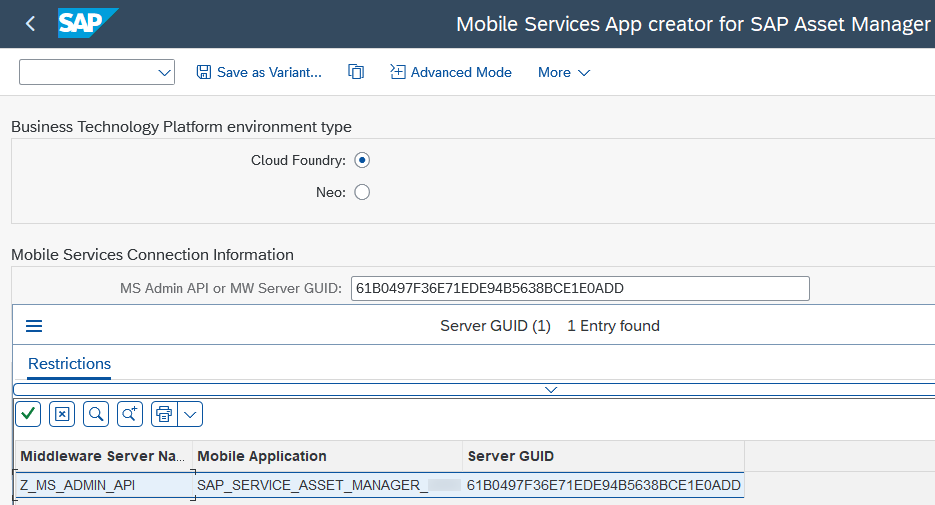 SAP Mobile Services App creator for SAP Asset Manager
Save as Variant... Advanced Mode More
Business Technology Platform environment type
Cloud Foundry:
Neo:
Mobile Services Connection Information
MS Admin API or MW Server GUID: 61B0497F36E71EDE94B5638BCE1E0ADD
Server GUID (1) 1 Entry found
Restrictions
Middleware Server Na... Mobile Application Server GUID
Z_MS_ADMIN_API SAP_SERVICE_ASSET_MANAGER_ 61B0497F36E71EDE94B5638BCE1E0ADD